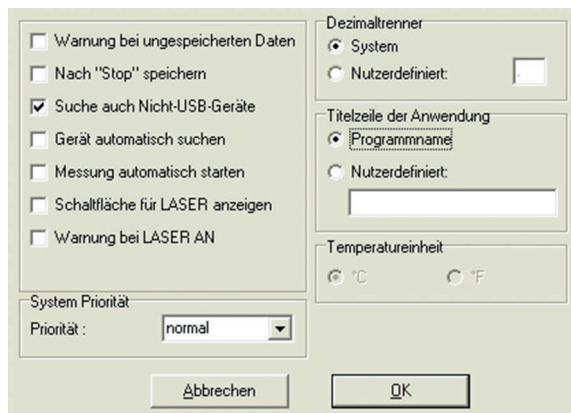 Warnung bei ungespeicherten Daten
Nach "Stop" speichern
Suche auch Nicht-USB-Geräte
Gerät automatisch suchen
Messung automatisch starten
Schaltfläche für LASER anzeigen
Warnung bei LASER AN
System Priorität
Priorität :
normal
Dezimaltrenner
System
Nutzerdefiniert:
.
Titelzeile der Anwendung
Programmname
Nutzerdefiniert:
Temperatureinheit
°C
°F
Abbrechen
OK